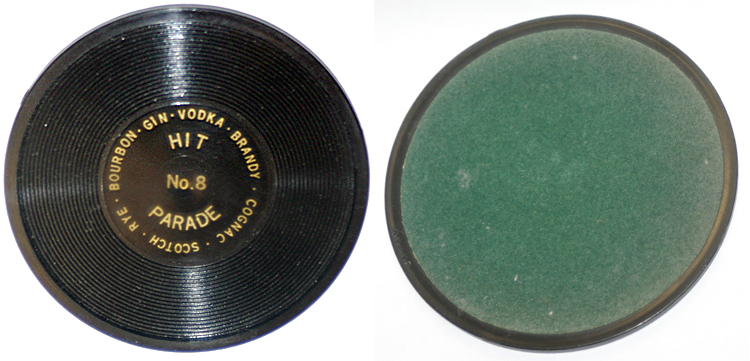 BOURBON · GIN · VODKA · BRANDY · COGNAC · SCOTCH · RYE ·
HIT
No.8
PARADE